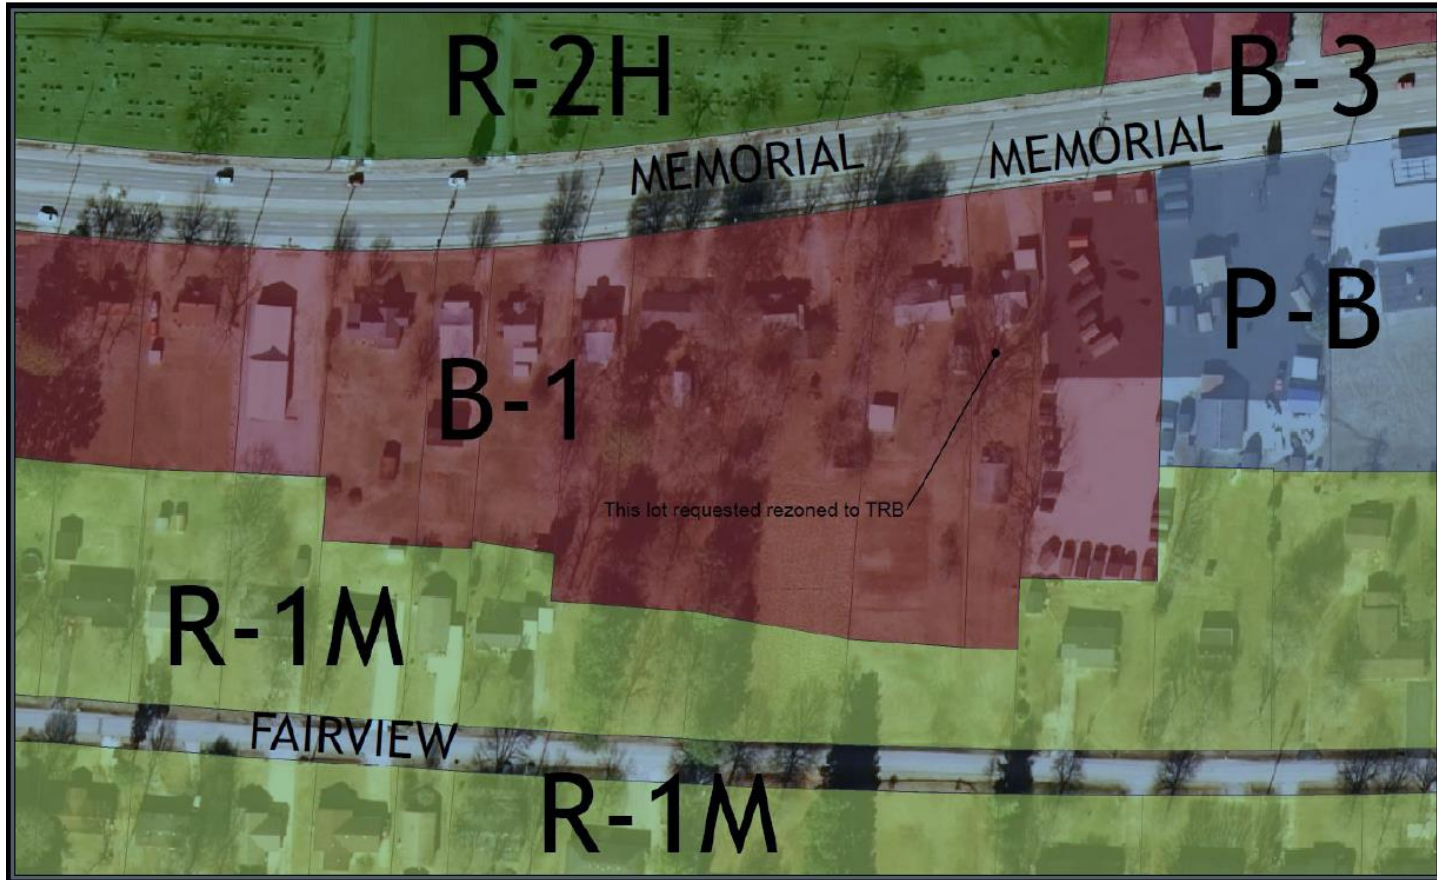 R-2H
B-3
MEMORIAL
MEMORIAL
P-B
B-1
This lot requested rezoned to TRB
R-1M
FAIRVIEW
R-1M